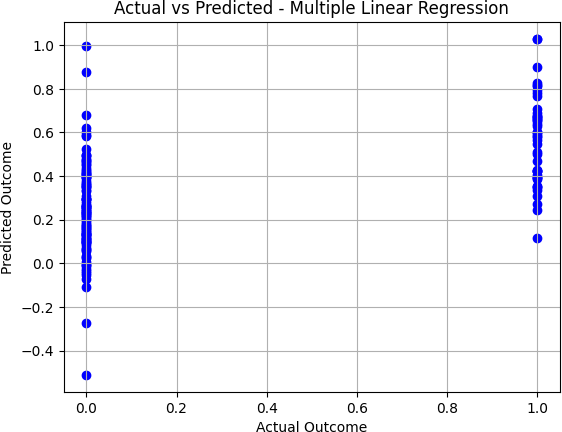 Actual vs Predicted - Multiple Linear Regression
1.0
0.8
0.6
0.4
0.2
0.0
−0.2
−0.4
Predicted Outcome
0.0 0.2 0.4 0.6 0.8 1.0
Actual Outcome